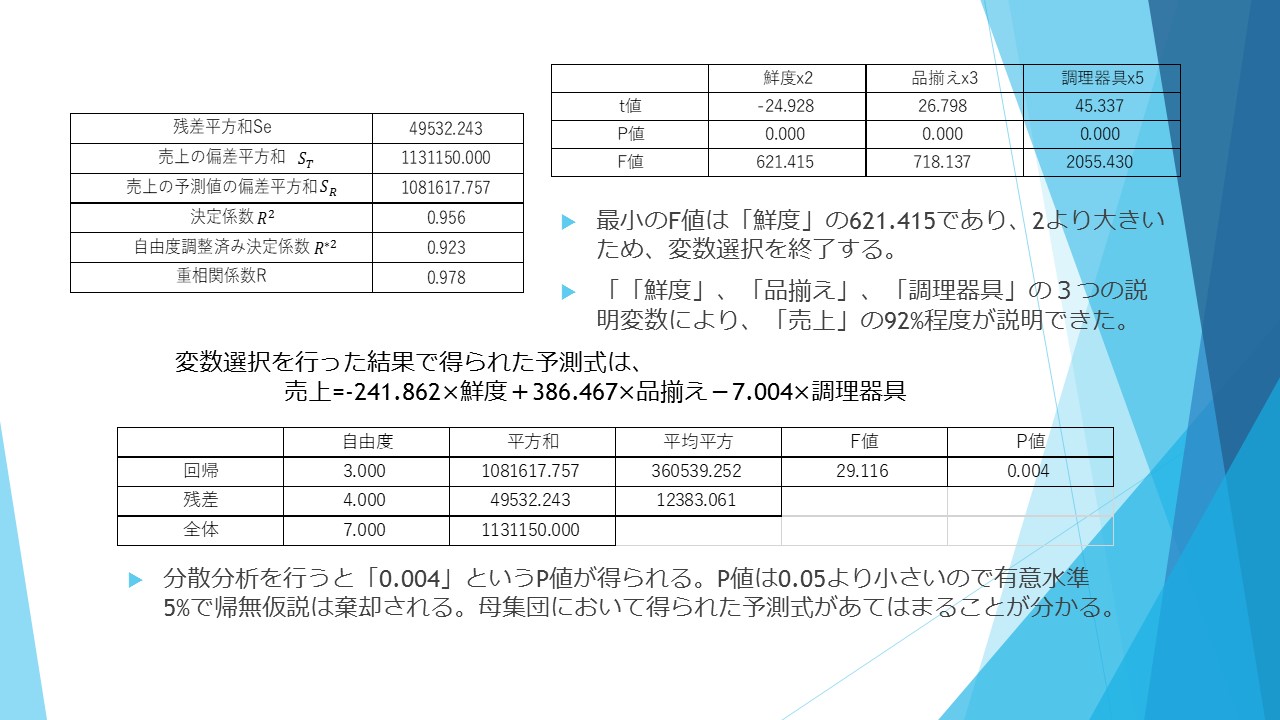 残差平方和Se 49532.243
売上の偏差平方和 S_T 1131150.000
売上の予測値の偏差平方和S_R 1081617.757
決定係数R² 0.956
自由度調整済み決定係数R*² 0.923
重相関係数R 0.978
鮮度x2 品揃えx3 調理器具x5
t値 -24.928 26.798 45.337
P値 0.000 0.000 0.000
F値 621.415 718.137 2055.430
最小のF値は「鮮度」の621.415であり、2より大きい
ため、変数選択を終了する。
「「鮮度」、「品揃え」、「調理器具」の３つの説
明変数により、「売上」の92%程度が説明できた。
変数選択を行った結果で得られた予測式は、
売上=-241.862×鮮度＋386.467×品揃え－7.004×調理器具
自由度 平方和 平均平方 F値 P値
回帰 3.000 1081617.757 360539.252 29.116 0.004
残差 4.000 49532.243 12383.061
全体 7.000 1131150.000
分散分析を行うと「0.004」というP値が得られる。P値は0.05より小さいので有意水準
5%で帰無仮説は棄却される。母集団において得られた予測式があてはまることが分かる。